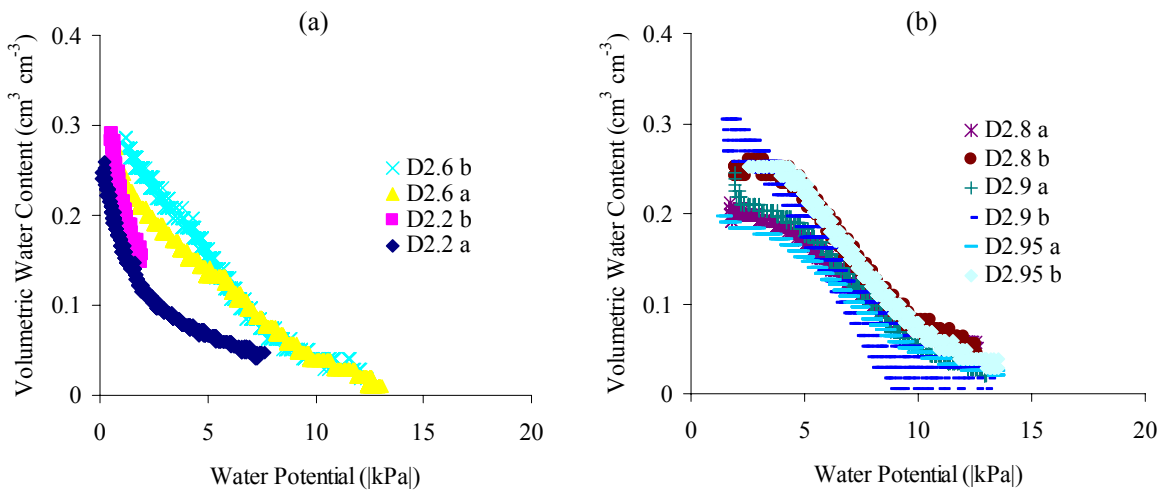 (a)
Volumetric Water Content (cm³ cm⁻³)
0.4
0.3
0.2
0.1
0
0
5
10
15
20
Water Potential (|kPa|)
D2.6 b
D2.6 a
D2.2 b
D2.2 a
(b)
Volumetric Water Content (cm³ cm⁻³)
0.4
0.3
0.2
0.1
0
0
5
10
15
20
Water Potential (|kPa|)
D2.8 a
D2.8 b
D2.9 a
D2.9 b
D2.95 a
D2.95 b